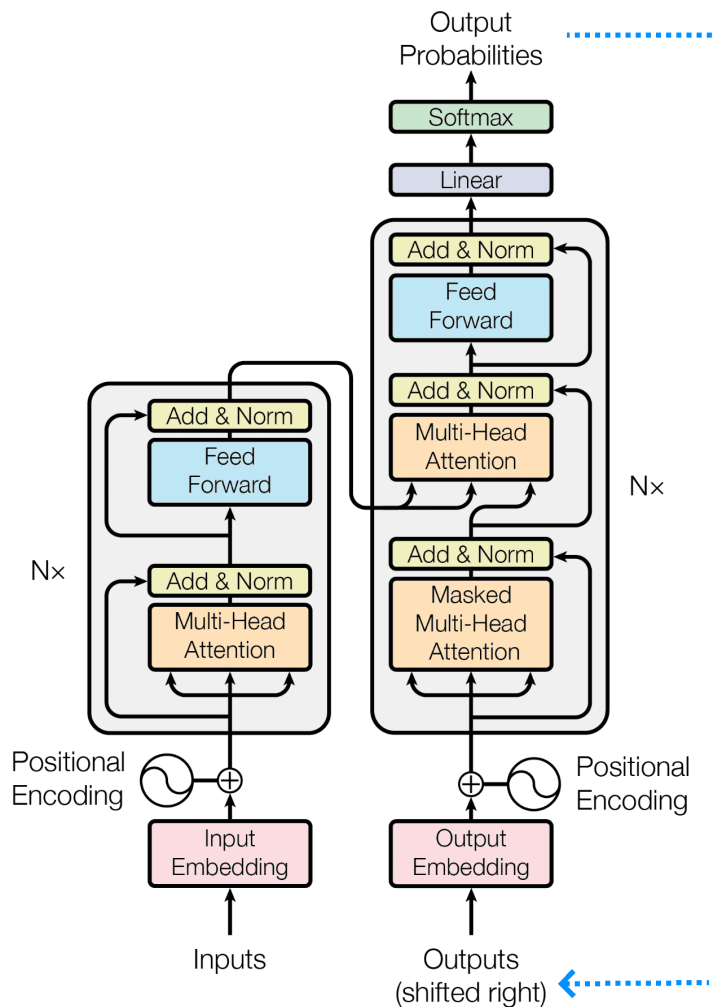 Output
Probabilities
Softmax
Linear
Add & Norm
Feed
Forward
Add & Norm
Multi-Head
Attention
Add & Norm
Masked
Multi-Head
Attention
N×
Add & Norm
Feed
Forward
N×
Add & Norm
Multi-Head
Attention
Positional
Encoding
Positional
Encoding
Input
Embedding
Output
Embedding
Inputs
Outputs
(shifted right)